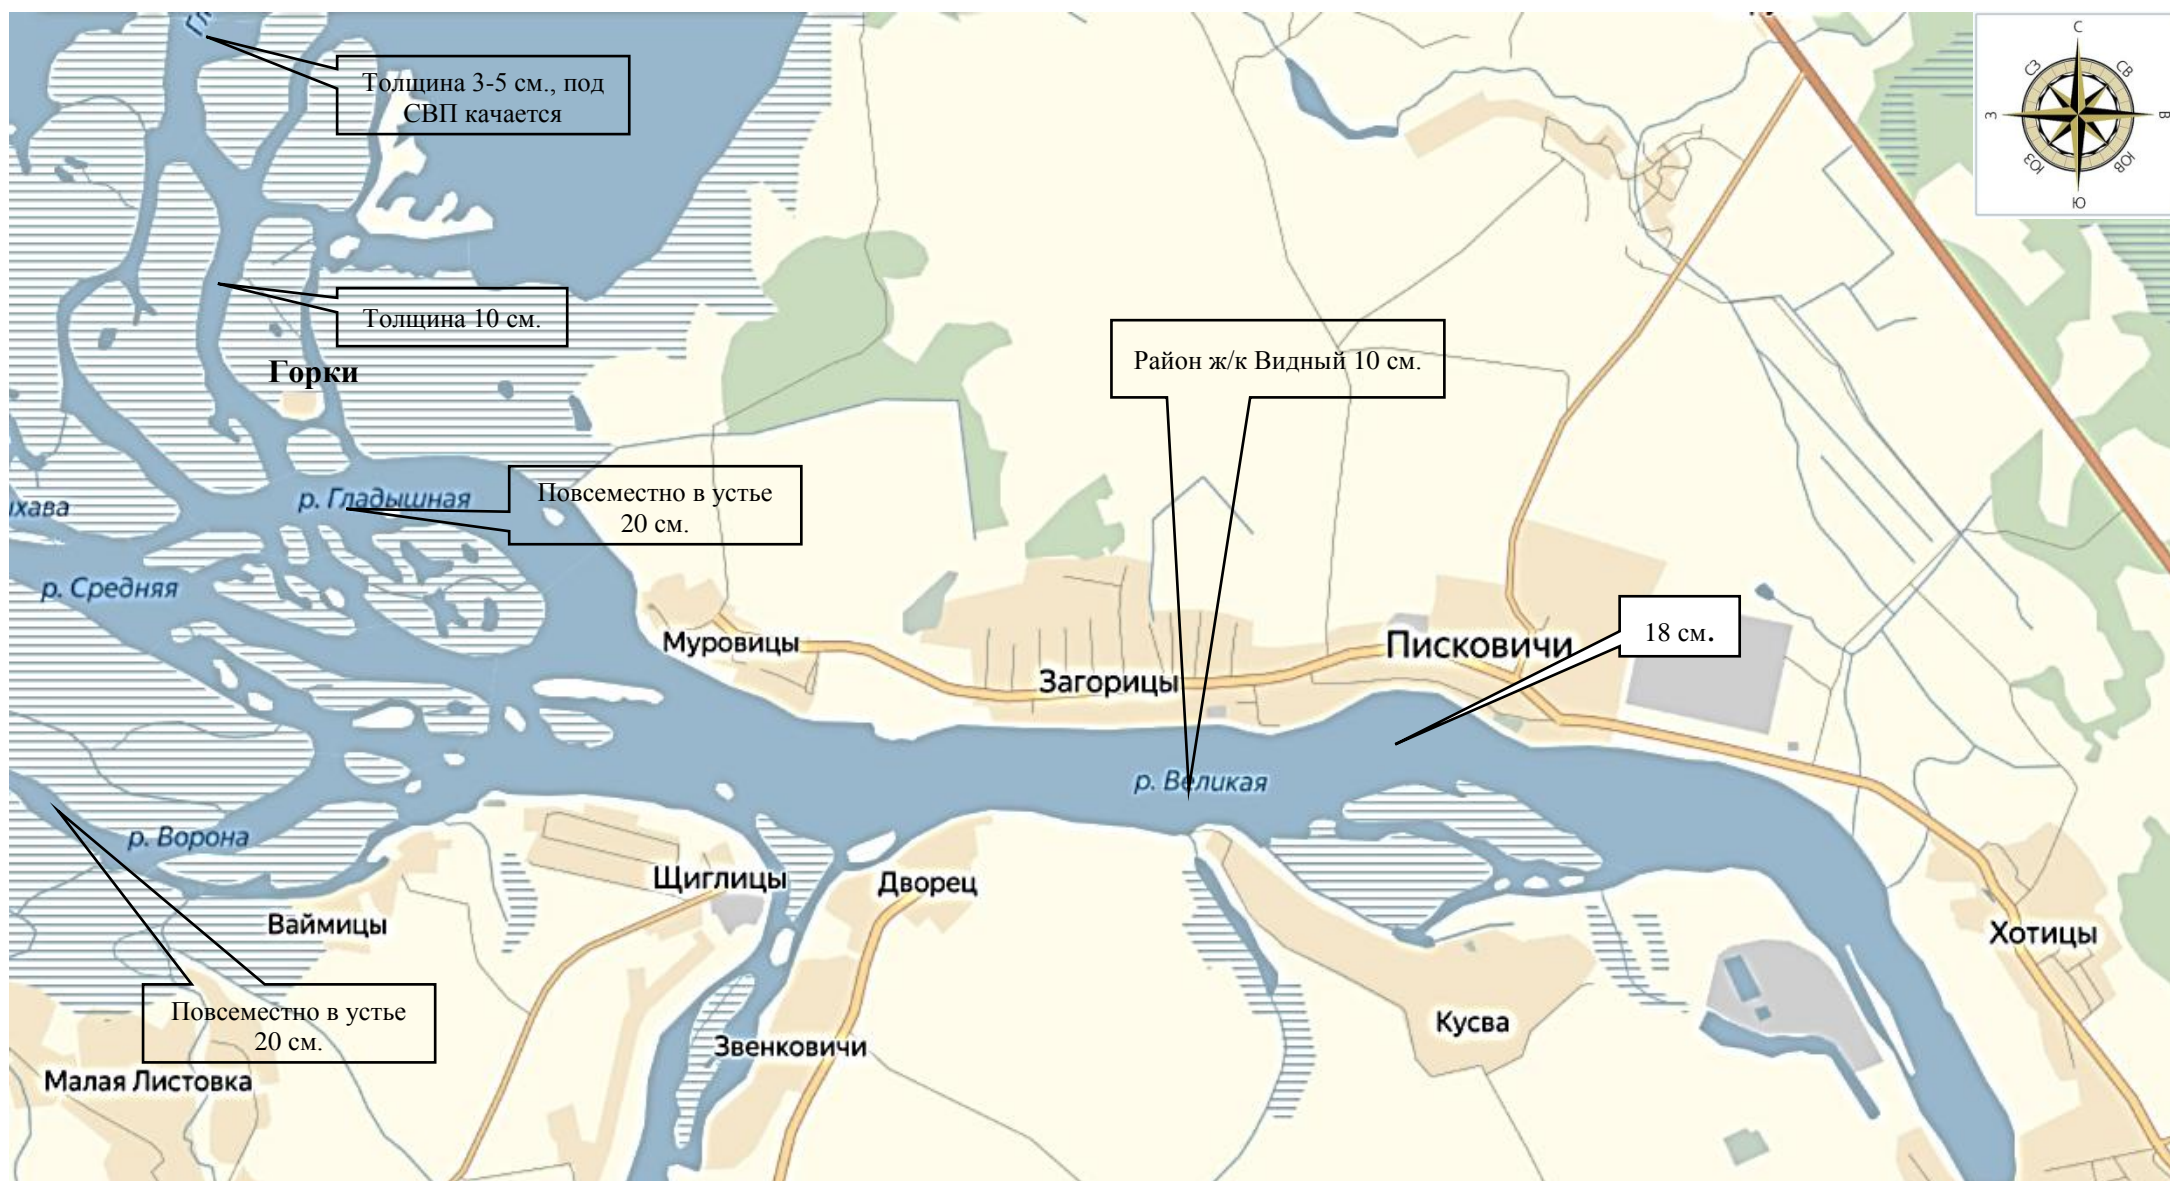 Гл
Толщина 3-5 см., под
СВП качается
С
СЗ
СВ
З
В
ЮЗ
ЮВ
Ю
Толщина 10 см.
Район ж/к Видный 10 см.
Горки
р. Гладышная
Повсеместно в устье
20 см.
хава
р. Средняя
Муровицы
Загорицы
Писковичи
18 см.
р. Великая
р. Ворона
Щиглицы
Дворец
Ваймицы
Хотицы
Повсеместно в устье
20 см.
Звенковичи
Кусва
Малая Листовка